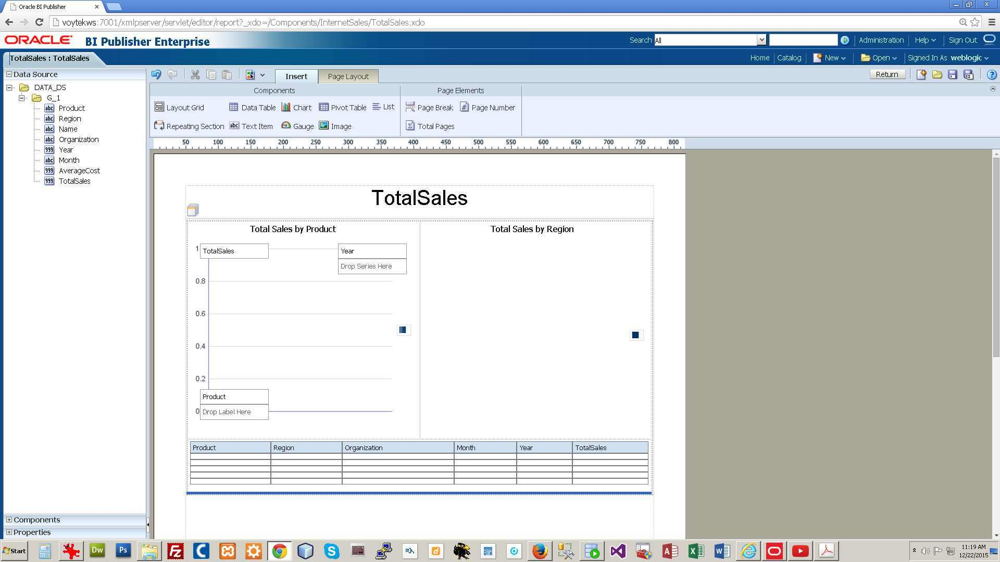 Oracle BI Publisher
voytekws:7001/xmlpserver/servlet/editor/report?_xdo=/Components/InternetSales/TotalSales.xdo
ORACLE BI Publisher Enterprise
Search All Administration Help Sign Out
TotalSales : TotalSales
Home Catalog New Open Signed In As weblogic
Data Source
Insert Page Layout
Return
DATA_DS
G_1
Product
Region
Name
Organization
Year
Month
AverageCost
TotalSales
Components
Page Elements
Layout Grid Data Table Chart Pivot Table List
Page Break Page Number
Repeating Section Text Item Gauge Image
Total Pages
50 100 150 200 250 300 350 400 450 500 550 600 650 700 750 800
TotalSales
Total Sales by Product
Total Sales by Region
1
TotalSales
Year
Drop Series Here
0.8
0.6
0.4
0.2
Product
0
Drop Label Here
Product Region Organization Month Year TotalSales
Components
Properties
Start
Dw
Ps
11:19 AM
12/22/2015